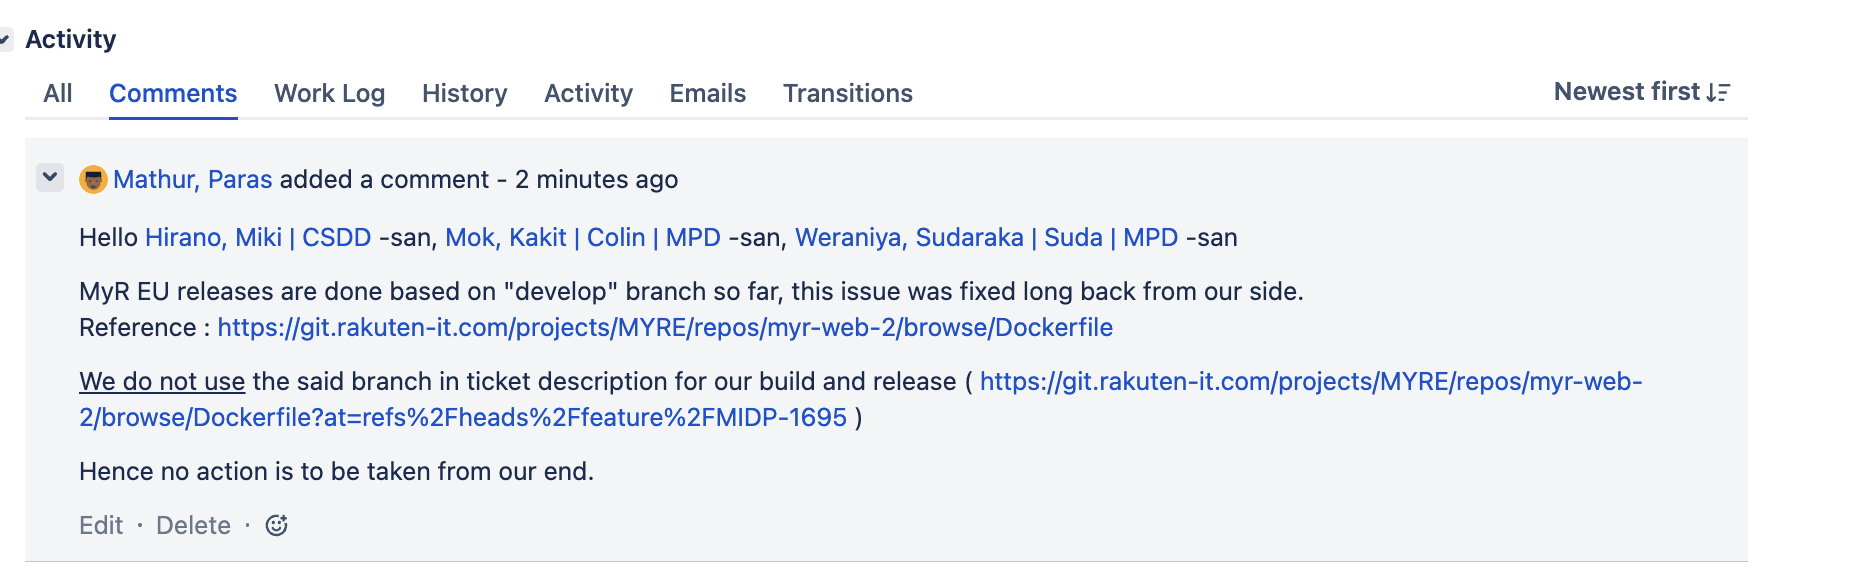 Activity
All Comments Work Log History Activity Emails Transitions Newest first
Mathur, Paras added a comment - 2 minutes ago
Hello Hirano, Miki | CSDD -san, Mok, Kakit | Colin | MPD -san, Weraniya, Sudaraka | Suda | MPD -san
MyR EU releases are done based on "develop" branch so far, this issue was fixed long back from our side.
Reference : https://git.rakuten-it.com/projects/MYRE/repos/myr-web-2/browse/Dockerfile
We do not use the said branch in ticket description for our build and release ( https://git.rakuten-it.com/projects/MYRE/repos/myr-web-
2/browse/Dockerfile?at=refs%2Fheads%2Ffeature%2FMIDP-1695 )
Hence no action is to be taken from our end.
Edit · Delete ·